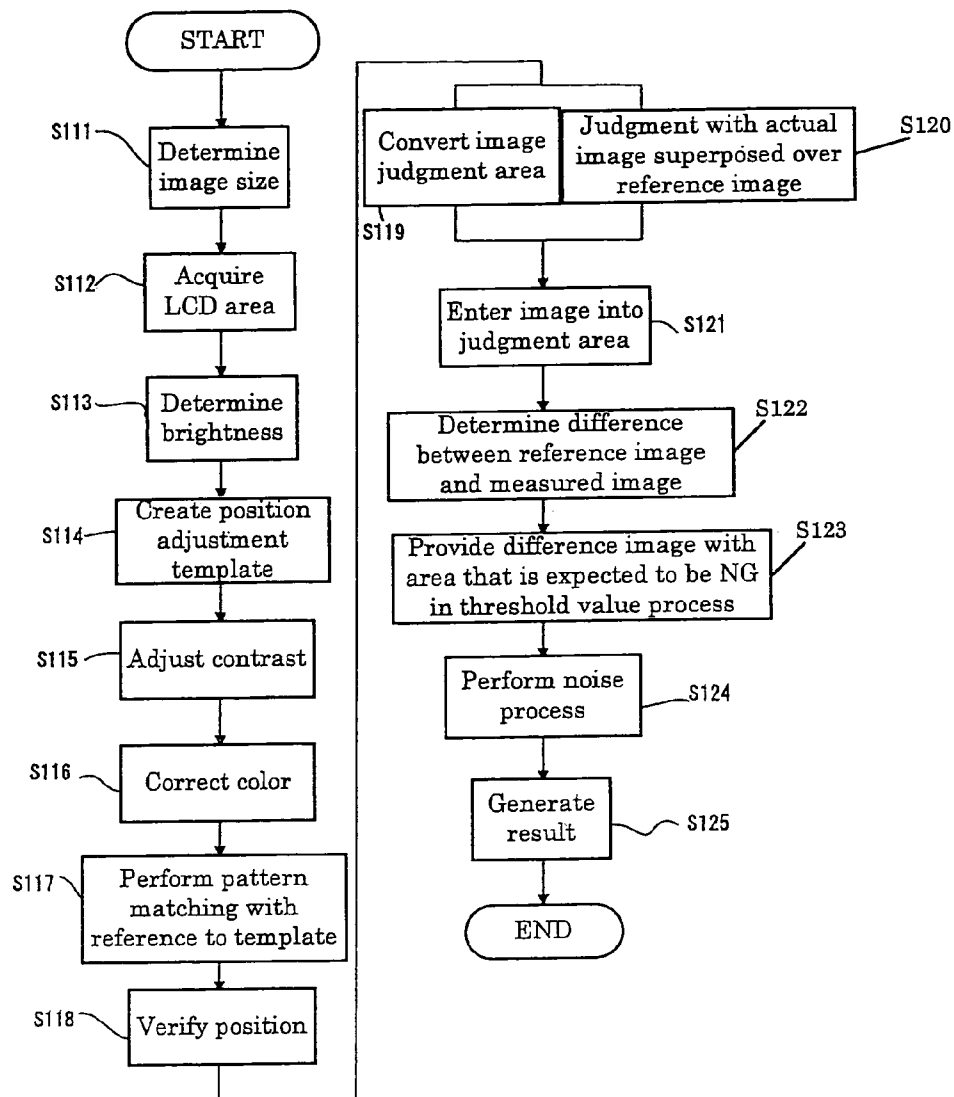 START
S111
Determine
image size
S112
Acquire
LCD area
S113
Determine
brightness
S114
Create position
adjustment
template
S115
Adjust contrast
S116
Correct color
S117
Perform pattern
matching with
reference to template
S118
Verify position
Convert image
judgment area
S119
Judgment with actual
image superposed over
reference image
S120
Enter image into
judgment area
S121
Determine difference
between reference image
and measured image
S122
Provide difference image with
area that is expected to be NG
in threshold value process
S123
Perform noise
process
S124
Generate
result
S125
END